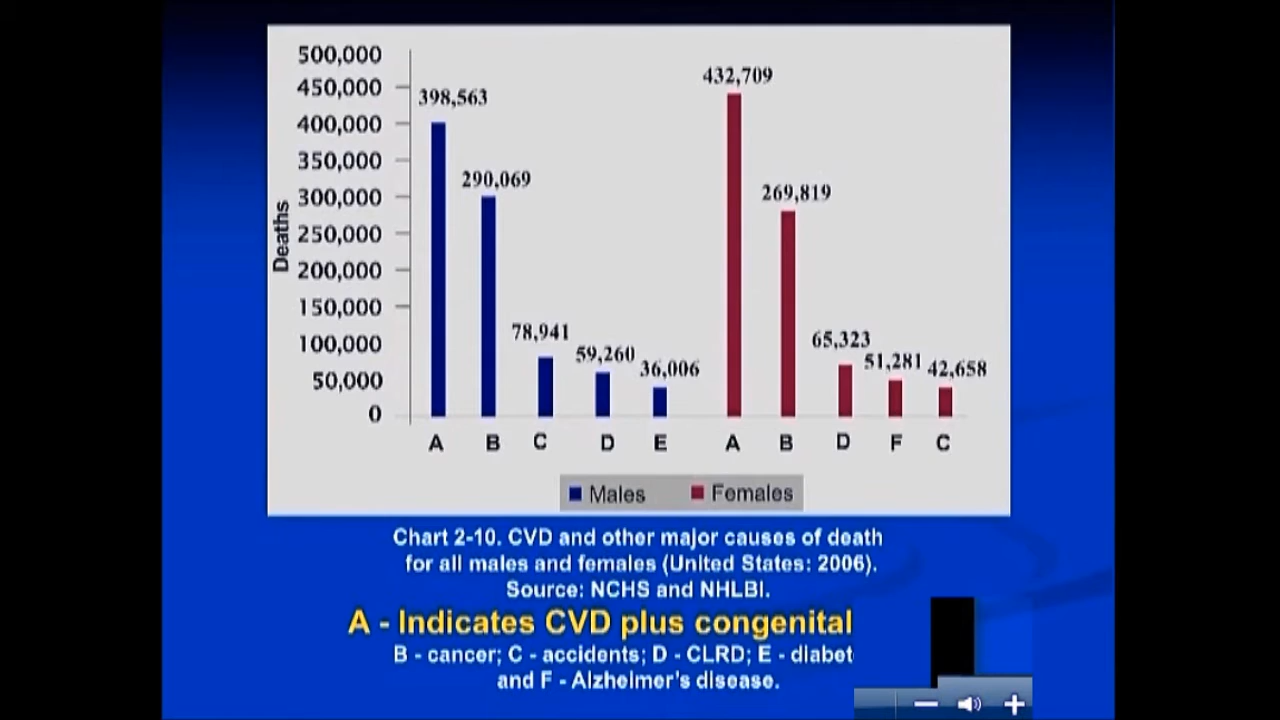 500,000
450,000
400,000
350,000
300,000
250,000
200,000
150,000
100,000
50,000
0
Deaths
398,563
290,069
78,941
59,260
36,006
432,709
269,819
65,323
51,281
42,658
A B C D E A B D F C
Males Females
Chart 2-10. CVD and other major causes of death
for all males and females (United States: 2006).
Source: NCHS and NHLBI.
A - Indicates CVD plus congenital
B - cancer; C - accidents; D - CLRD; E - diabet
and F - Alzheimer's disease.